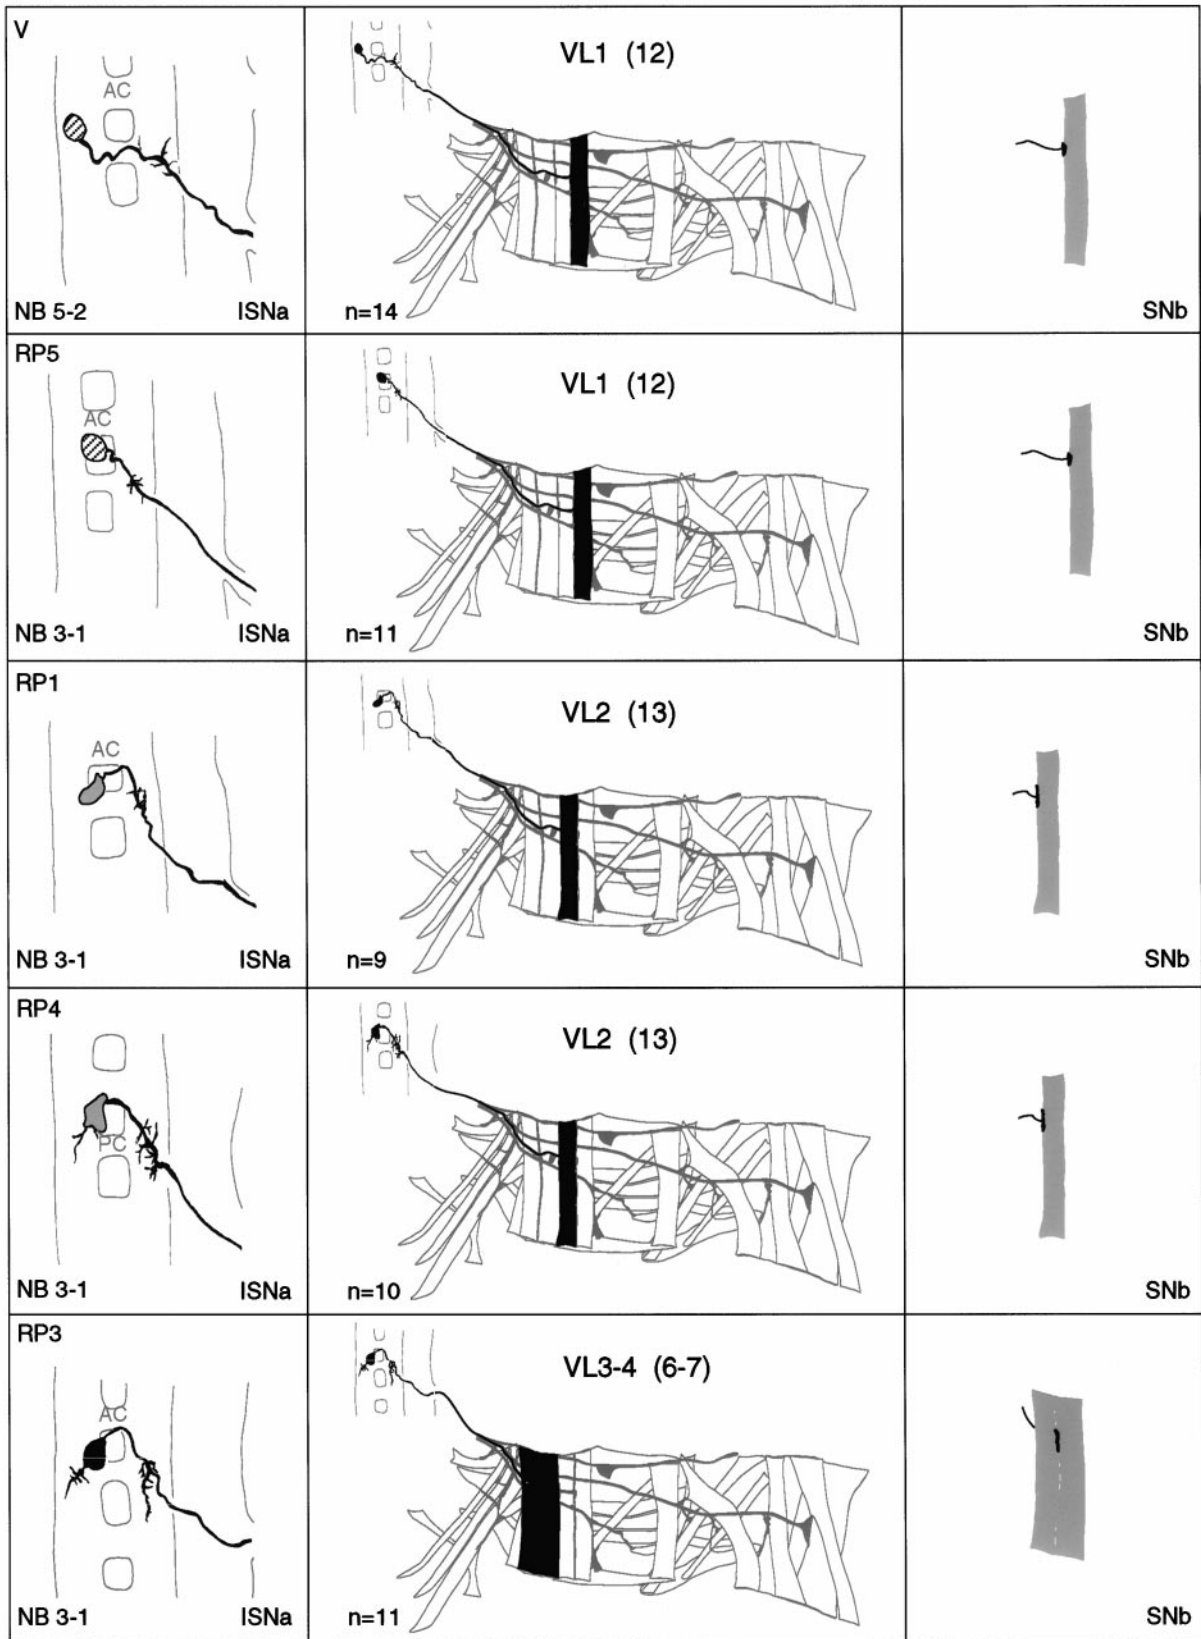 V
AC
NB 5-2
ISNa
VL1 (12)
n=14
SNb
RP5
AC
NB 3-1
ISNa
VL1 (12)
n=11
SNb
RP1
AC
NB 3-1
ISNa
VL2 (13)
n=9
SNb
RP4
PC
NB 3-1
ISNa
VL2 (13)
n=10
SNb
RP3
AC
NB 3-1
ISNa
VL3-4 (6-7)
n=11
SNb